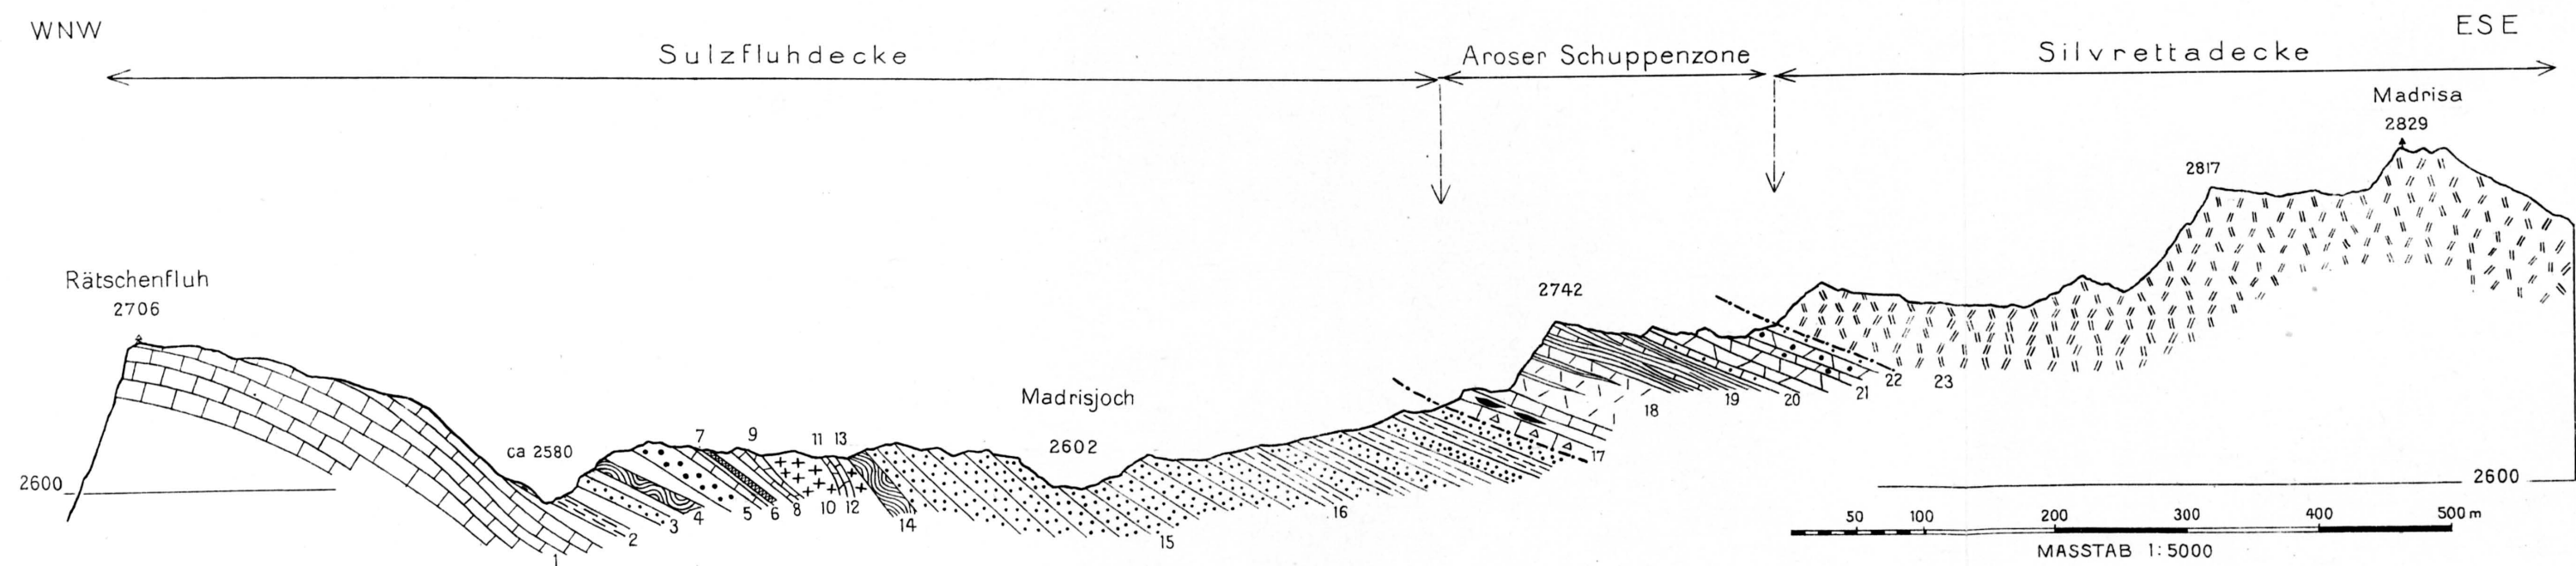 WNW
ESE
Sulzfluhdecke
Aroser Schuppenzone
Silvrettadecke
Madrisa
2829
2817
Rätschenfluh
2706
2742
Madrisjoch
2602
ca 2580
7 9 11 13
2600
2600
1 2 3 4 5 6 8 10 12 14 15 16 17 18 19 20 21 22 23
50 100 200 300 400 500 m
MASSTAB 1:5000